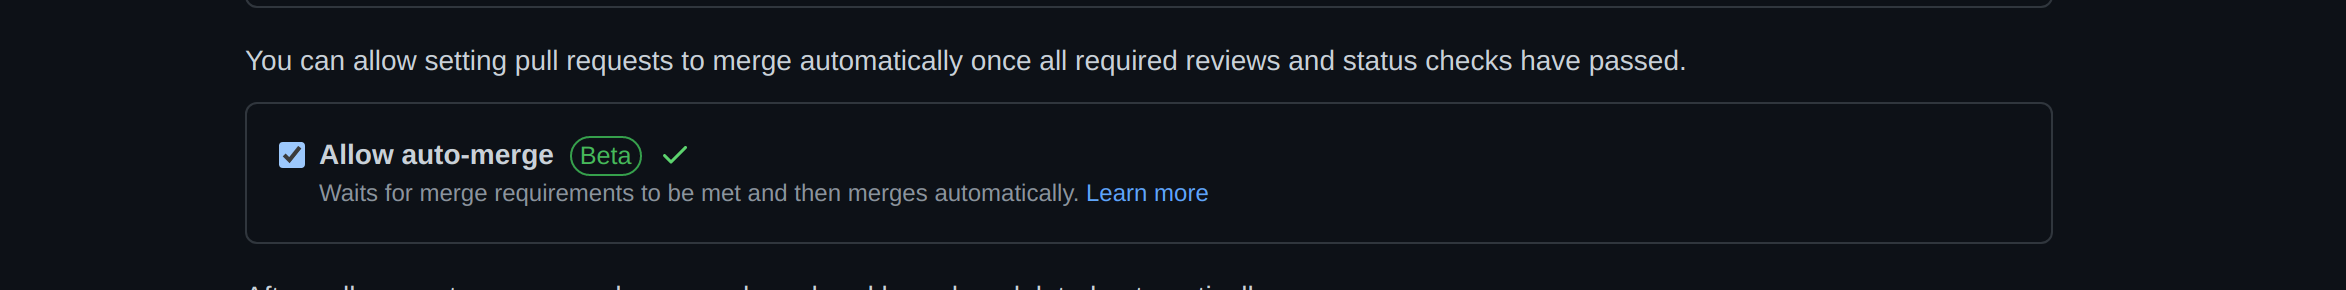 You can allow setting pull requests to merge automatically once all required reviews and status checks have passed.
Allow auto-merge Beta
Waits for merge requirements to be met and then merges automatically. Learn more